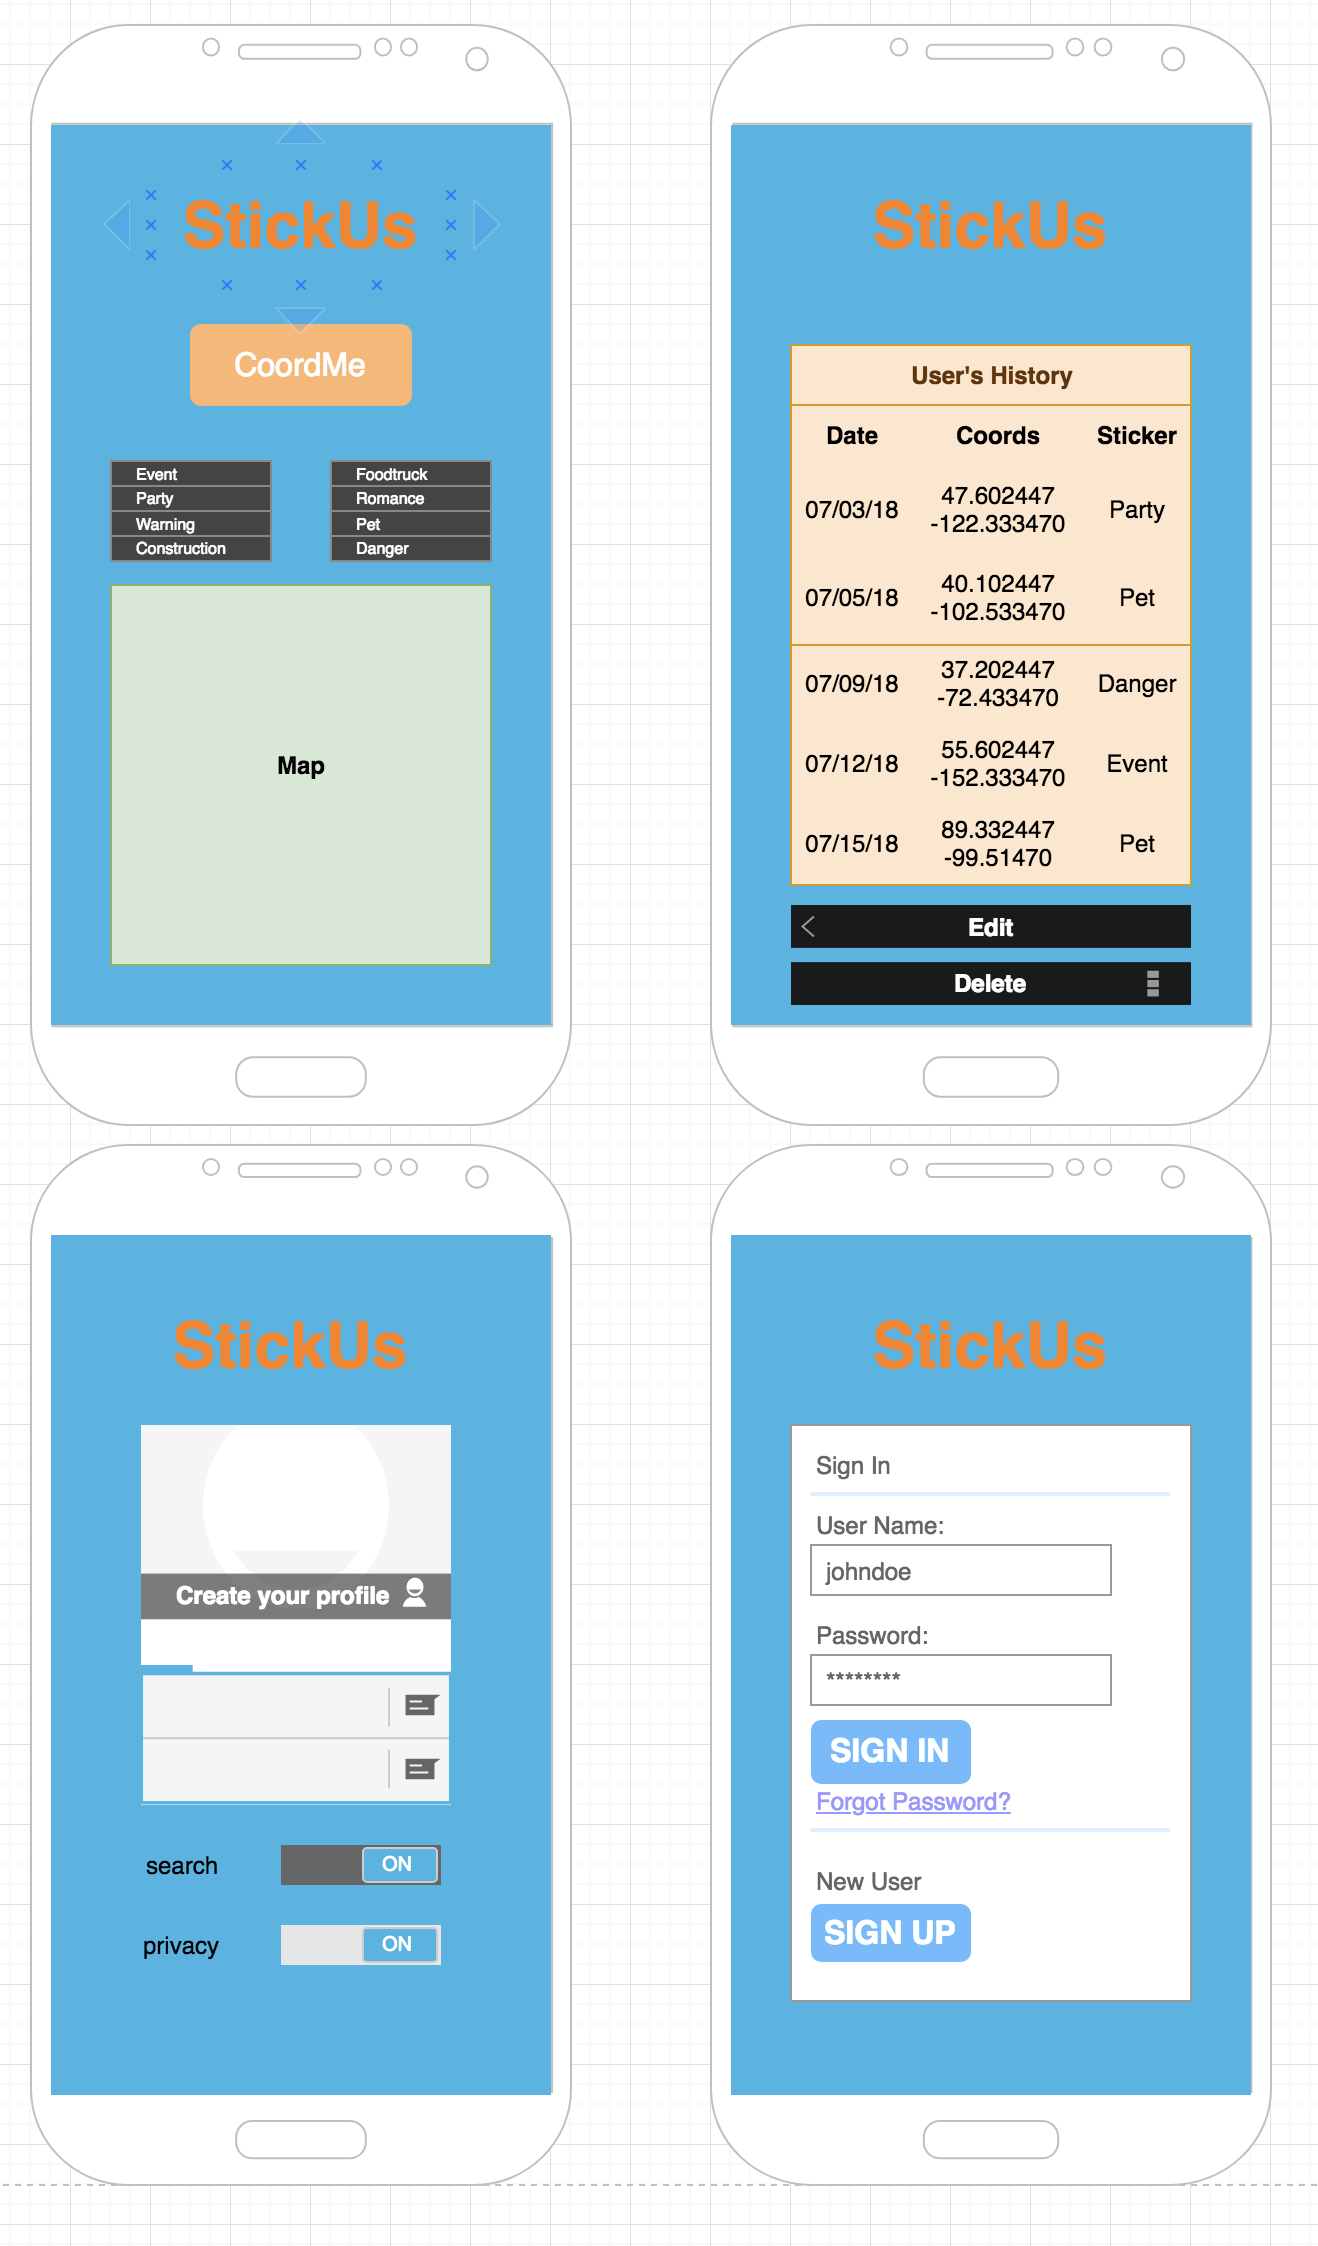 StickUs
CoordMe
Event
Party
Warning
Construction
Foodtruck
Romance
Pet
Danger
Map
StickUs
User's History
Date Coords Sticker
07/03/18 47.602447 Party
-122.333470
07/05/18 40.102447 Pet
-102.533470
07/09/18 37.202447 Danger
-72.433470
07/12/18 55.602447 Event
-152.333470
07/15/18 89.332447 Pet
-99.51470
Edit
Delete
StickUs
Create your profile
search ON
privacy ON
StickUs
Sign In
User Name:
johndoe
Password:
********
SIGN IN
Forgot Password?
New User
SIGN UP